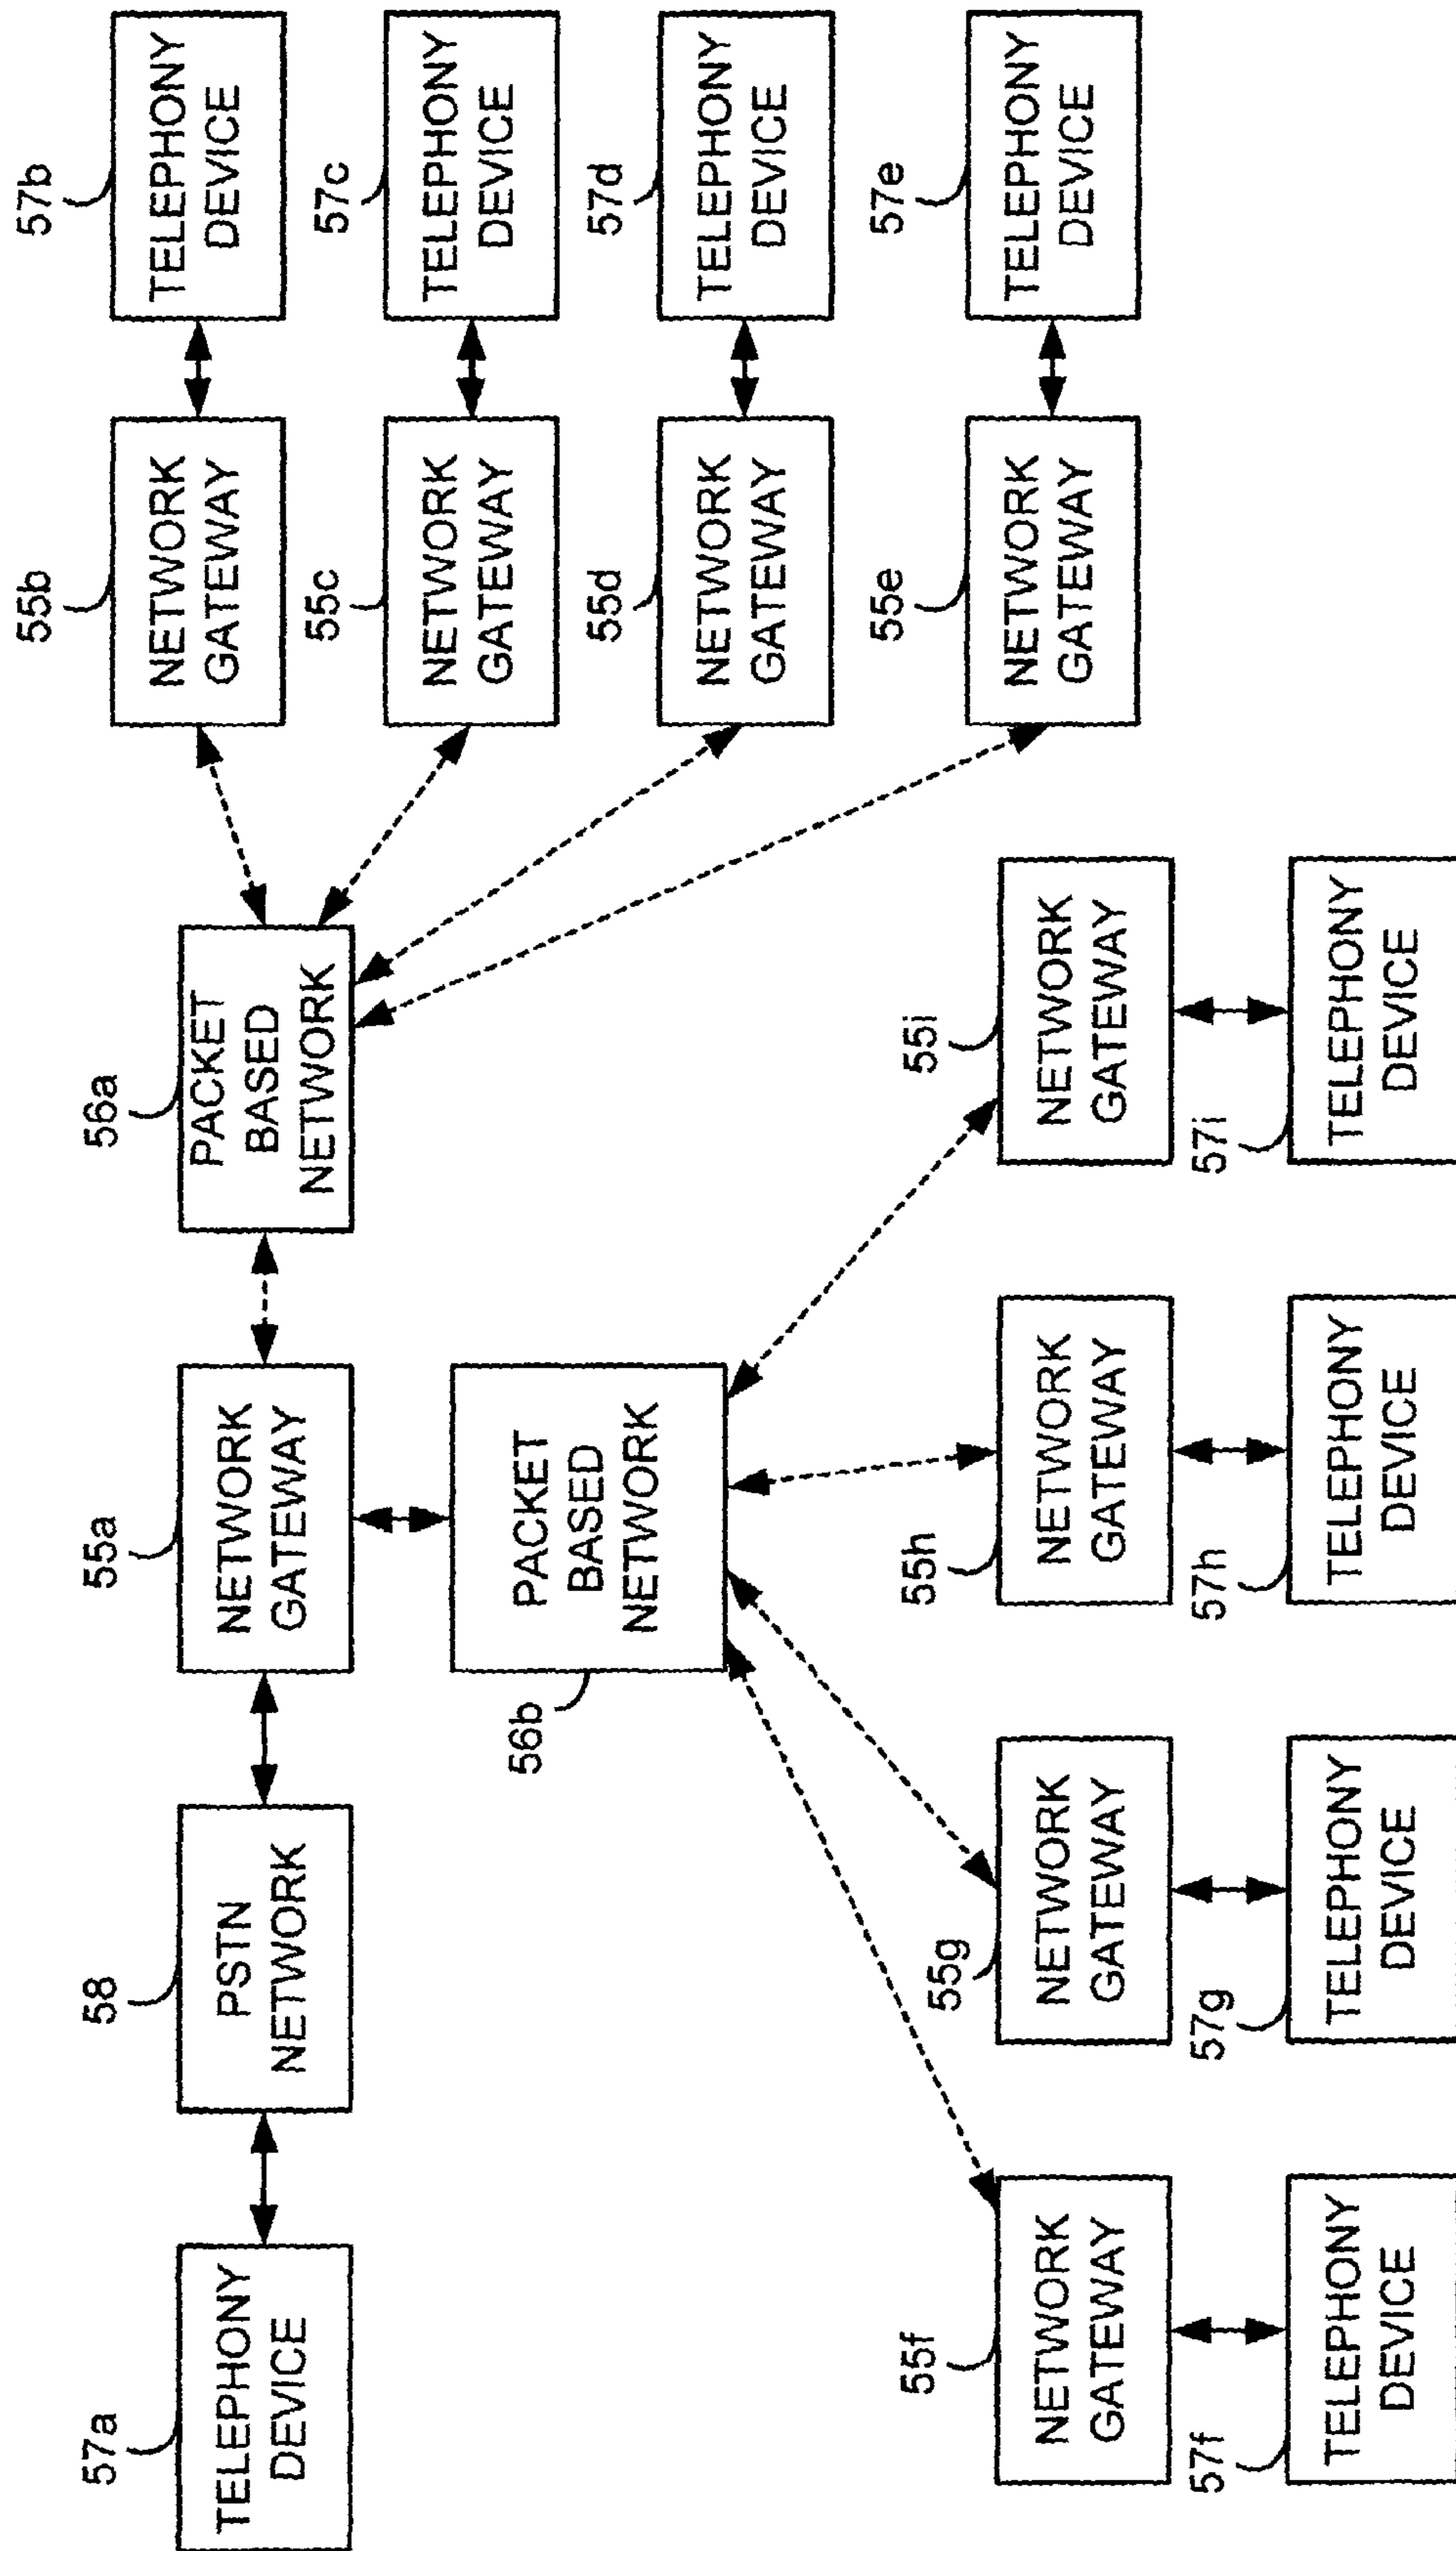 57a
TELEPHONY
DEVICE
58
PSTN
NETWORK
55a
NETWORK
GATEWAY
56a
PACKET
BASED
NETWORK
55b
NETWORK
GATEWAY
57b
TELEPHONY
DEVICE
55c
NETWORK
GATEWAY
57c
TELEPHONY
DEVICE
55d
NETWORK
GATEWAY
57d
TELEPHONY
DEVICE
55e
NETWORK
GATEWAY
57e
TELEPHONY
DEVICE
56b
PACKET
BASED
NETWORK
55f
NETWORK
GATEWAY
55g
NETWORK
GATEWAY
55h
NETWORK
GATEWAY
55i
NETWORK
GATEWAY
57f
TELEPHONY
DEVICE
57g
TELEPHONY
DEVICE
57h
TELEPHONY
DEVICE
57i
TELEPHONY
DEVICE